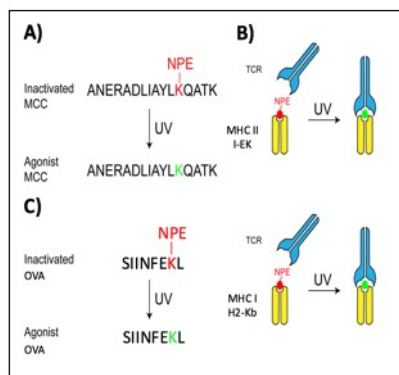 A)
NPE
Inactivated
MCC
ANERADLIAYLKQATK
UV
Agonist
MCC
ANERADLIAYLKQATK
B)
TCR
NPE
UV
MHC II
I-EK
C)
NPE
Inactivated
OVA
SIINFEKL
UV
Agonist
OVA
SIINFEKL
TCR
NPE
UV
MHC I
H2-Kb